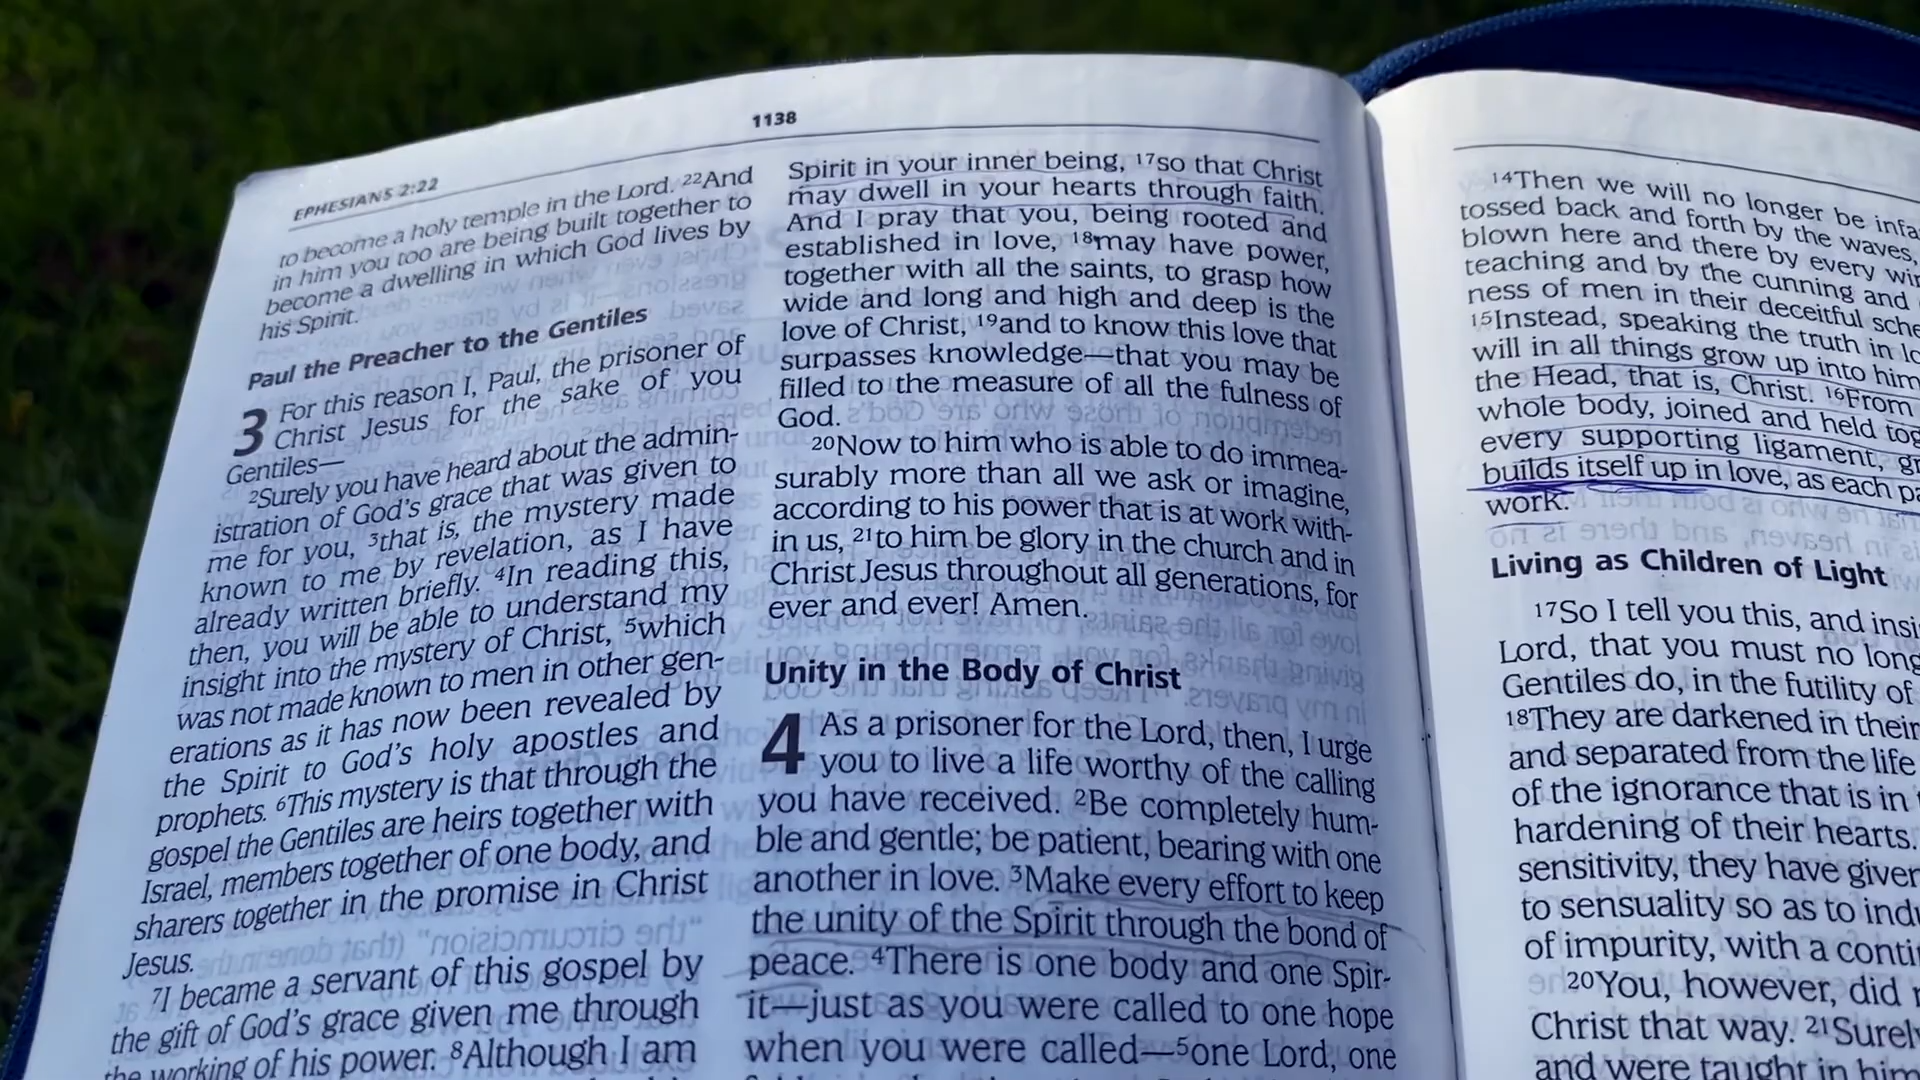 1138
EPHESIANS 2:22
to become a holy temple in the Lord. 22And
in him you too are being built together to
become a dwelling in which God lives by
his Spirit.
Paul the Preacher to the Gentiles
3 For this reason I, Paul, the prisoner of
Christ Jesus for the sake of you
Gentiles—
2Surely you have heard about the admin-
istration of God's grace that was given to
me for you, 3that is, the mystery made
known to me by revelation, as I have
already written briefly. 4In reading this,
then, you will be able to understand my
insight into the mystery of Christ, 5which
was not made known to men in other gen-
erations as it has now been revealed by
the Spirit to God's holy apostles and
prophets. 6This mystery is that through the
gospel the Gentiles are heirs together with
Israel, members together of one body, and
sharers together in the promise in Christ
Jesus.
7I became a servant of this gospel by
the gift of God's grace given me through
the working of his power. 8Although I am
Spirit in your inner being, 17so that Christ
may dwell in your hearts through faith.
And I pray that you, being rooted and
established in love, 18may have power,
together with all the saints, to grasp how
wide and long and high and deep is the
love of Christ, 19and to know this love that
surpasses knowledge—that you may be
filled to the measure of all the fulness of
God.
20Now to him who is able to do immea-
surably more than all we ask or imagine,
according to his power that is at work with-
in us, 21to him be glory in the church and in
Christ Jesus throughout all generations, for
ever and ever! Amen.
Unity in the Body of Christ
4 As a prisoner for the Lord, then, I urge
you to live a life worthy of the calling
you have received. 2Be completely hum-
ble and gentle; be patient, bearing with one
another in love. 3Make every effort to keep
the unity of the Spirit through the bond of
peace. 4There is one body and one Spir-
it—just as you were called to one hope
when you were called—5one Lord, one
14Then we will no longer be infa
tossed back and forth by the waves,
blown here and there by every wi
teaching and by the cunning and
ness of men in their deceitful sche
15Instead, speaking the truth in lo
will in all things grow up into him
the Head, that is, Christ. 16From
whole body, joined and held tog
every supporting ligament, gr
builds itself up in love, as each pa
work.
Living as Children of Light
17So I tell you this, and insi
Lord, that you must no long
Gentiles do, in the futility of
18They are darkened in their
and separated from the life
of the ignorance that is in
hardening of their hearts.
sensitivity, they have given
to sensuality so as to indu
of impurity, with a conti
20You, however, did
Christ that way. 21Surely
and were taught in him